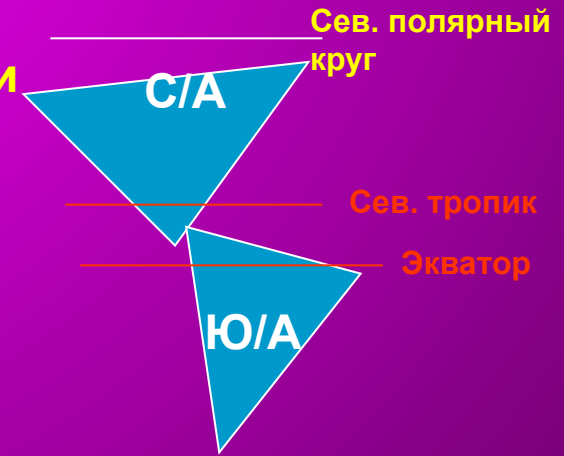 Сев. полярный
круг
и
С/А
Сев. тропик
Экватор
Ю/А